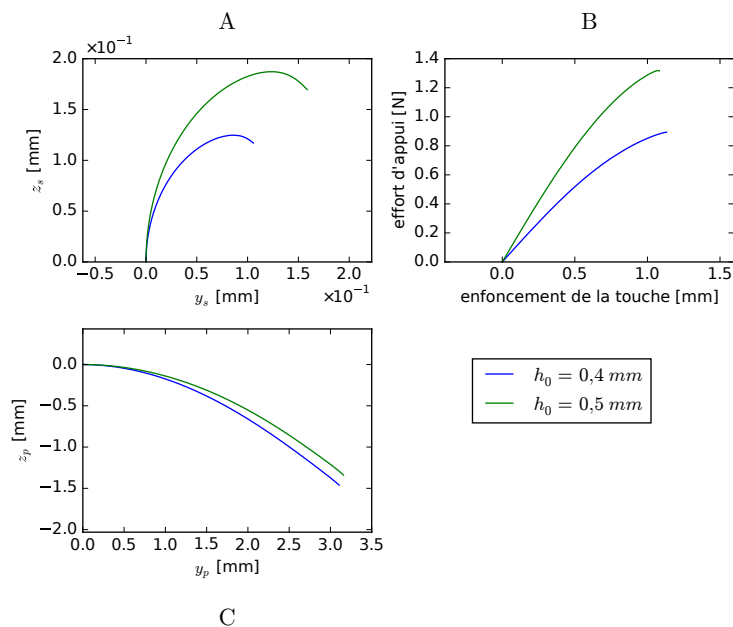 A
B
×10⁻¹
2.0
1.5
1.0
0.5
0.0
z_s [mm]
−0.5 0.0 0.5 1.0 1.5 2.0
y_s [mm] ×10⁻¹
1.4
1.2
1.0
0.8
0.6
0.4
0.2
0.0
effort d'appui [N]
0.0 0.5 1.0 1.5
enfoncement de la touche [mm]
0.0
−0.5
−1.0
−1.5
−2.0
z_p [mm]
0.0 0.5 1.0 1.5 2.0 2.5 3.0 3.5
y_p [mm]
h_0 = 0,4 mm
h_0 = 0,5 mm
C